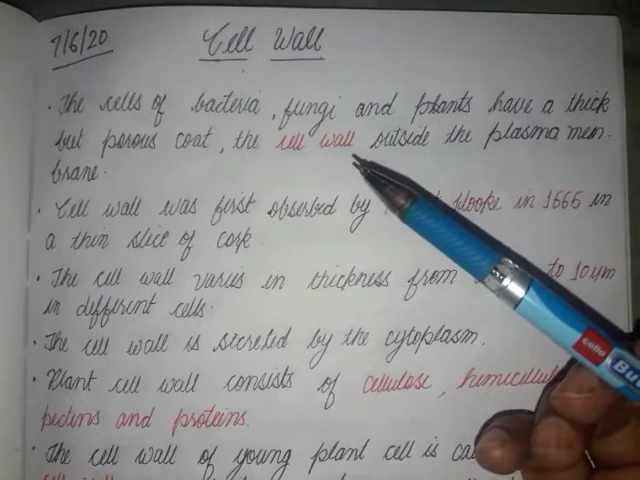 7/6/20
Cell Wall
· The cells of bacteria, fungi and plants have a thick
but porous coat, the cell wall outside the plasma mem-
brane.
· Cell wall was first observed by Hooke in 1665 in
a thin slice of cork
· The cell wall varies in thickness from to 10 µm
in different cells.
· The cell wall is secreted by the cytoplasm.
· Plant cell wall consists of cellulose,
pectins and proteins.
· The cell wall of young plant cell is
cello